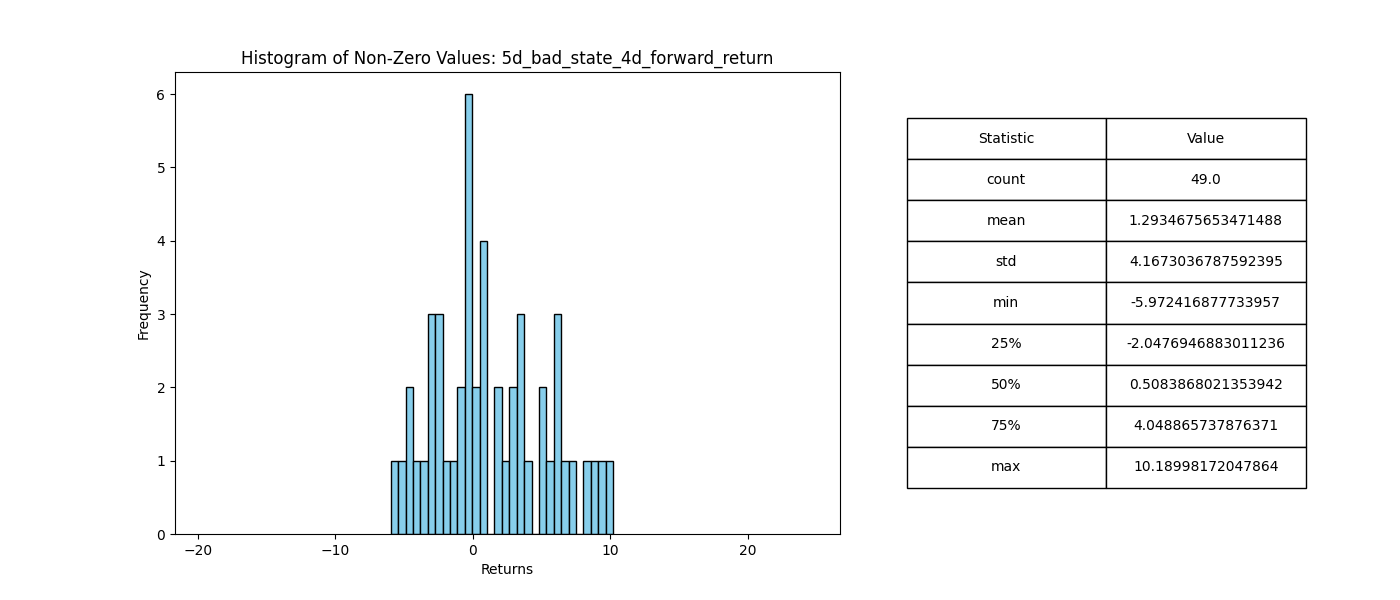 Histogram of Non-Zero Values: 5d_bad_state_4d_forward_return
Frequency
6
5
4
3
2
1
0
−20
−10
0
10
20
Returns
Statistic Value
count 49.0
mean 1.2934675653471488
std 4.1673036787592395
min -5.972416877733957
25% -2.0476946883011236
50% 0.5083868021353942
75% 4.048865737876371
max 10.18998172047864